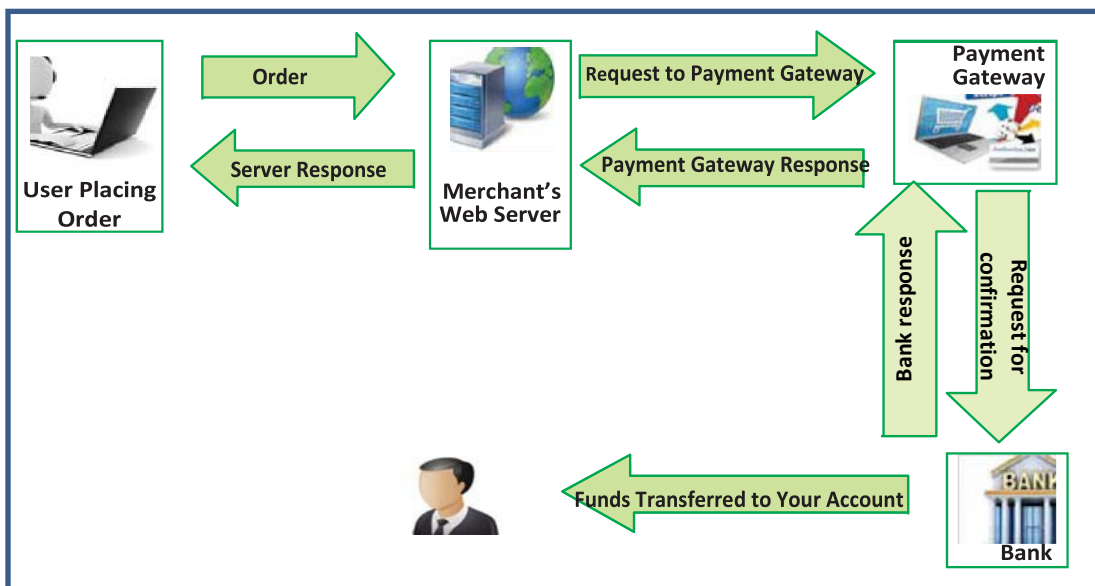 Order
Request to Payment Gateway
Payment
Gateway
Server Response
Payment Gateway Response
User Placing
Order
Merchant's
Web Server
Bank response
Request for
confirmation
Funds Transferred to Your Account
BANK
Bank